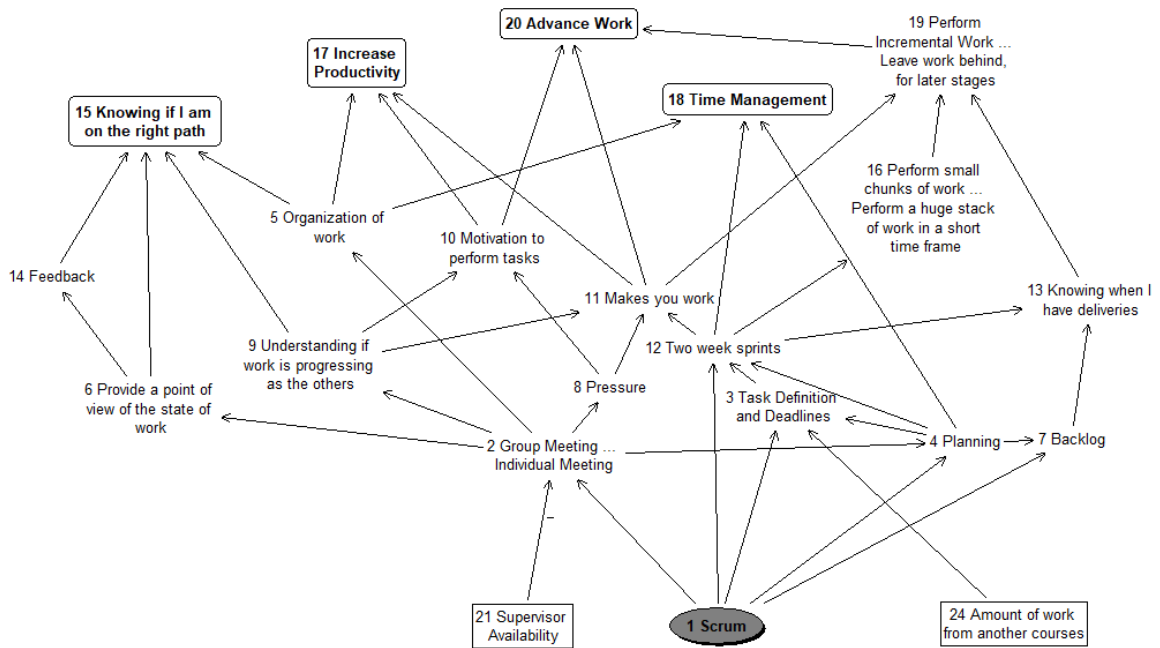 20 Advance Work
19 Perform
Incremental Work ...
Leave work behind,
for later stages
17 Increase
Productivity
18 Time Management
15 Knowing if I am
on the right path
16 Perform small
chunks of work ...
Perform a huge stack
of work in a short
time frame
5 Organization of
work
10 Motivation to
perform tasks
14 Feedback
11 Makes you work
13 Knowing when I
have deliveries
9 Understanding if
work is progressing
as the others
12 Two week sprints
6 Provide a point of
view of the state of
work
8 Pressure
3 Task Definition
and Deadlines
2 Group Meeting ...
Individual Meeting
4 Planning
7 Backlog
-
21 Supervisor
Availability
1 Scrum
24 Amount of work
from another courses